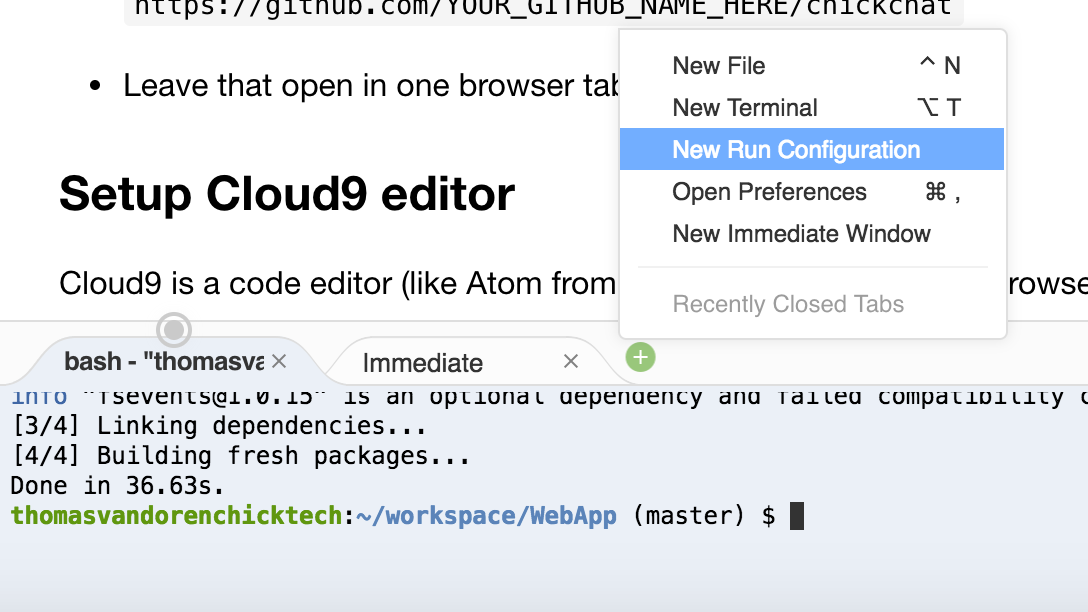 https://github.com/YOUR_GITHUB_NAME_HERE/chickchat
• Leave that open in one browser tab
New File ^ N
New Terminal ⌥ T
New Run Configuration
Open Preferences ⌘ ,
New Immediate Window
Recently Closed Tabs
Setup Cloud9 editor
Cloud9 is a code editor (like Atom from
bash - "thomasva ×
Immediate ×
info "fsevents@1.0.15" is an optional dependency and failed compatibility
[3/4] Linking dependencies...
[4/4] Building fresh packages...
Done in 36.63s.
thomasvandorenchicktech:~/workspace/WebApp (master) $